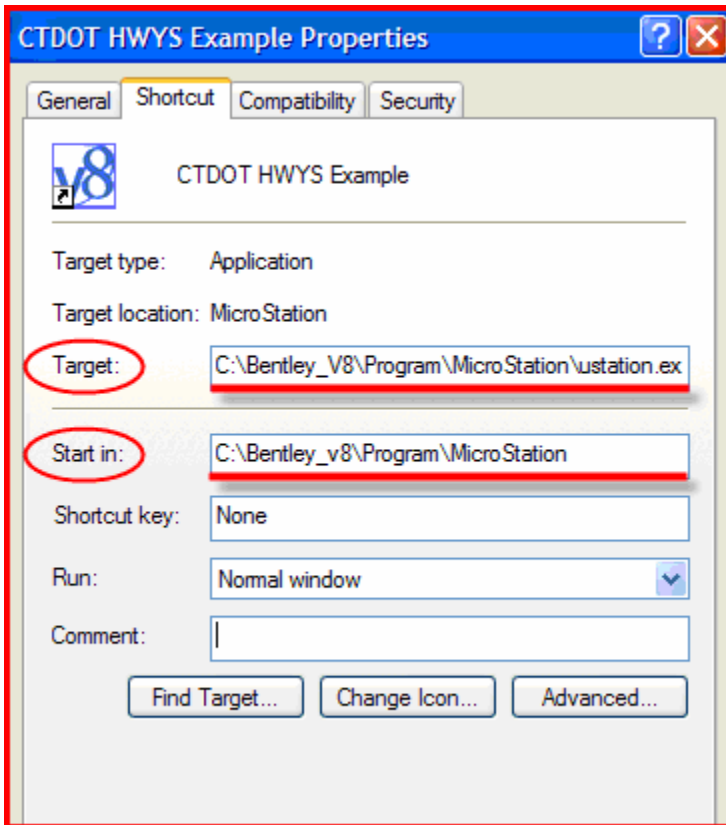 CTDOT HWYS Example Properties
General Shortcut Compatibility Security
v8 CTDOT HWYS Example
Target type: Application
Target location: MicroStation
Target: C:\Bentley_V8\Program\MicroStation\ustation.ex
Start in: C:\Bentley_v8\Program\MicroStation
Shortcut key: None
Run: Normal window
Comment:
Find Target... Change Icon... Advanced...